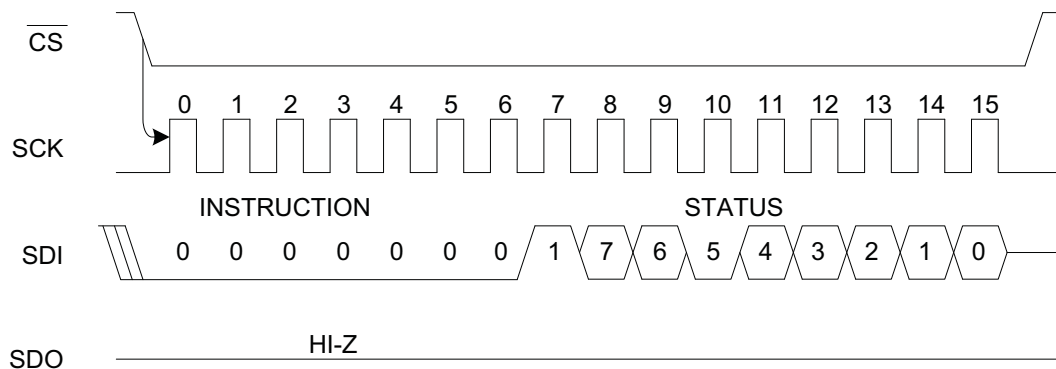 CS
SCK
0 1 2 3 4 5 6 7 8 9 10 11 12 13 14 15
INSTRUCTION STATUS
SDI
0 0 0 0 0 0 0 1 7 6 5 4 3 2 1 0
HI-Z
SDO